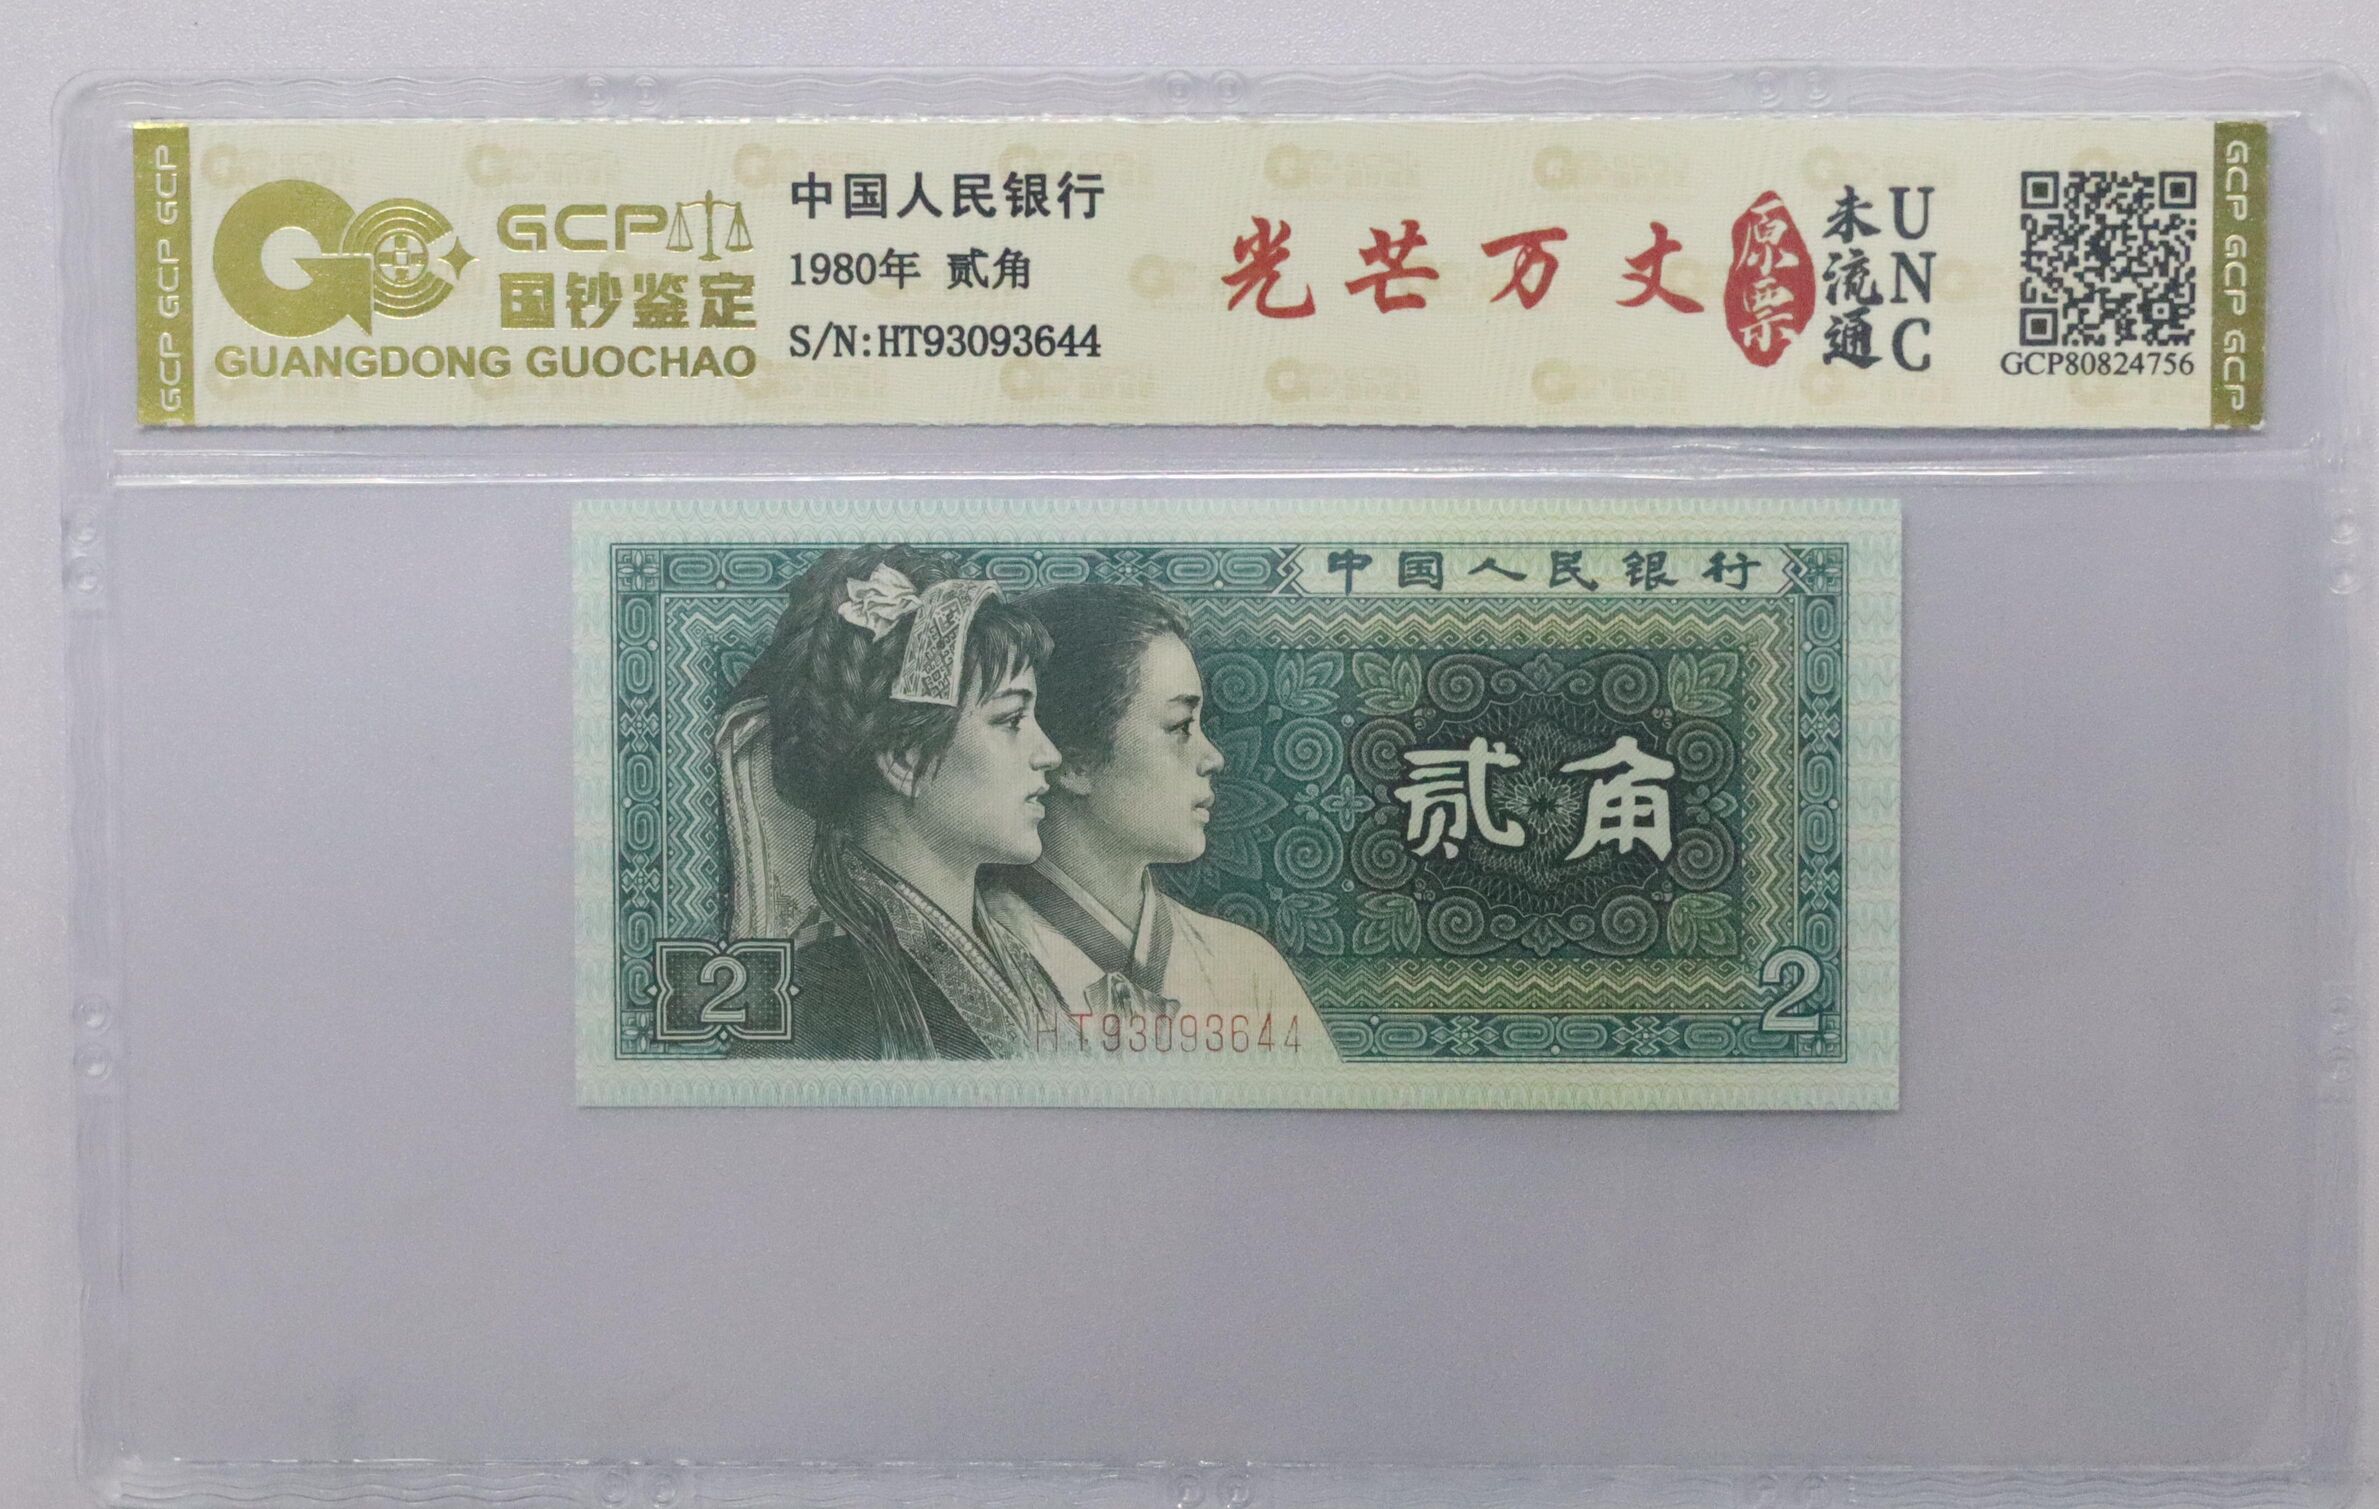 GCP GCP GCP
GCP
国钞鉴定
GUANGDONG GUOCHAO
中国人民银行
1980年 贰角
S/N:HT93093644
光芒万丈
原票
未流通
UNC
GCP80824756
GCP GCP GCP
中国人民银行
贰角
2
2
HT93093644